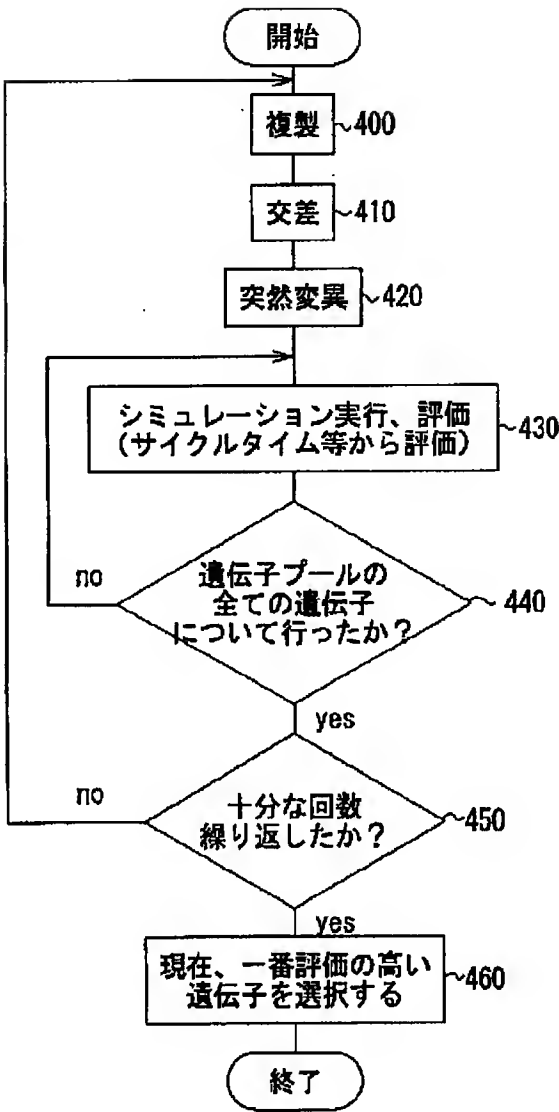 開始
複製 400
交差 410
突然変異 420
シミュレーション実行、評価
(サイクルタイム等から評価) 430
no
遺伝子プールの
全ての遺伝子
について行ったか? 440
yes
no
十分な回数
繰り返したか? 450
yes
現在、一番評価の高い
遺伝子を選択する 460
終了